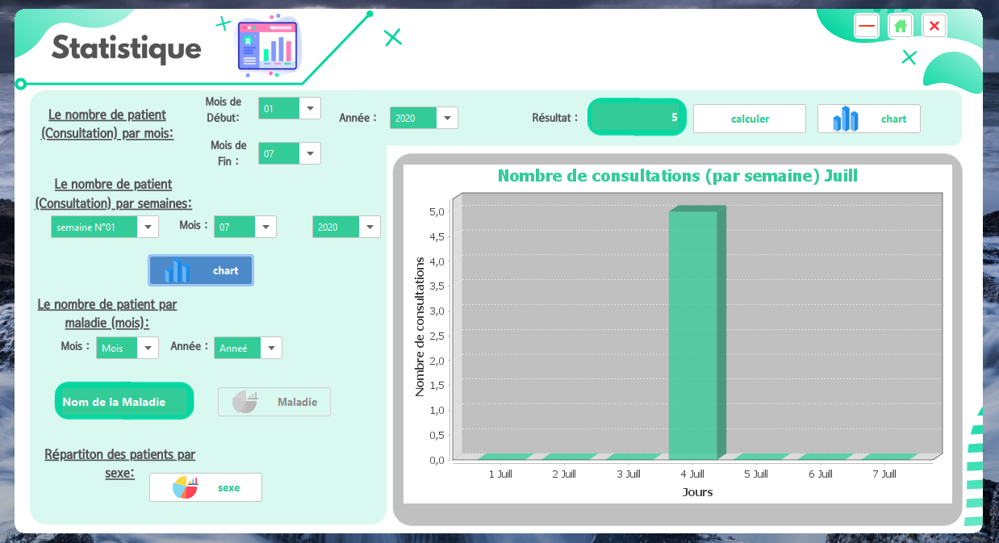 Statistique
Le nombre de patient
(Consultation) par mois:
Mois de
Début:
01
Année :
2020
Résultat :
5
calculer
chart
Mois de
Fin :
07
Le nombre de patient
(Consultation) par semaines:
semaine N°01
Mois :
07
2020
chart
Le nombre de patient par
maladie (mois):
Mois :
Mois
Année :
Anneé
Nom de la Maladie
Maladie
Répartiton des patients par
sexe:
sexe
Nombre de consultations (par semaine) Juill
Nombre de consultations
5,0
4,5
4,0
3,5
3,0
2,5
2,0
1,5
1,0
0,5
0,0
1 Juill 2 Juill 3 Juill 4 Juill 5 Juill 6 Juill 7 Juill
Jours